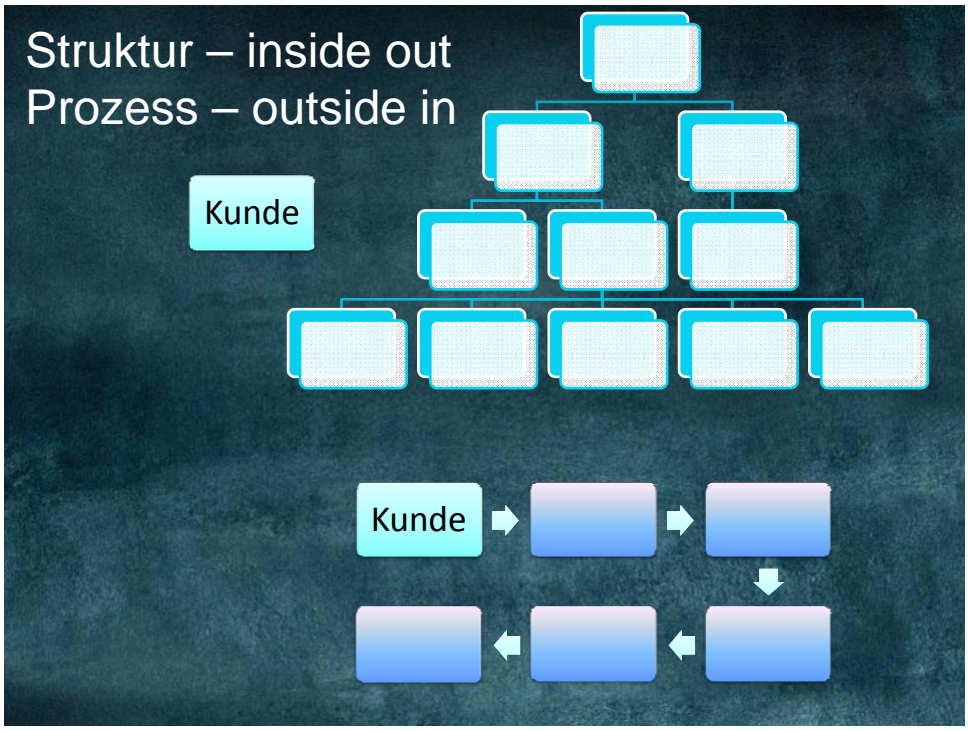 Struktur – inside out
Prozess – outside in
Kunde
Kunde